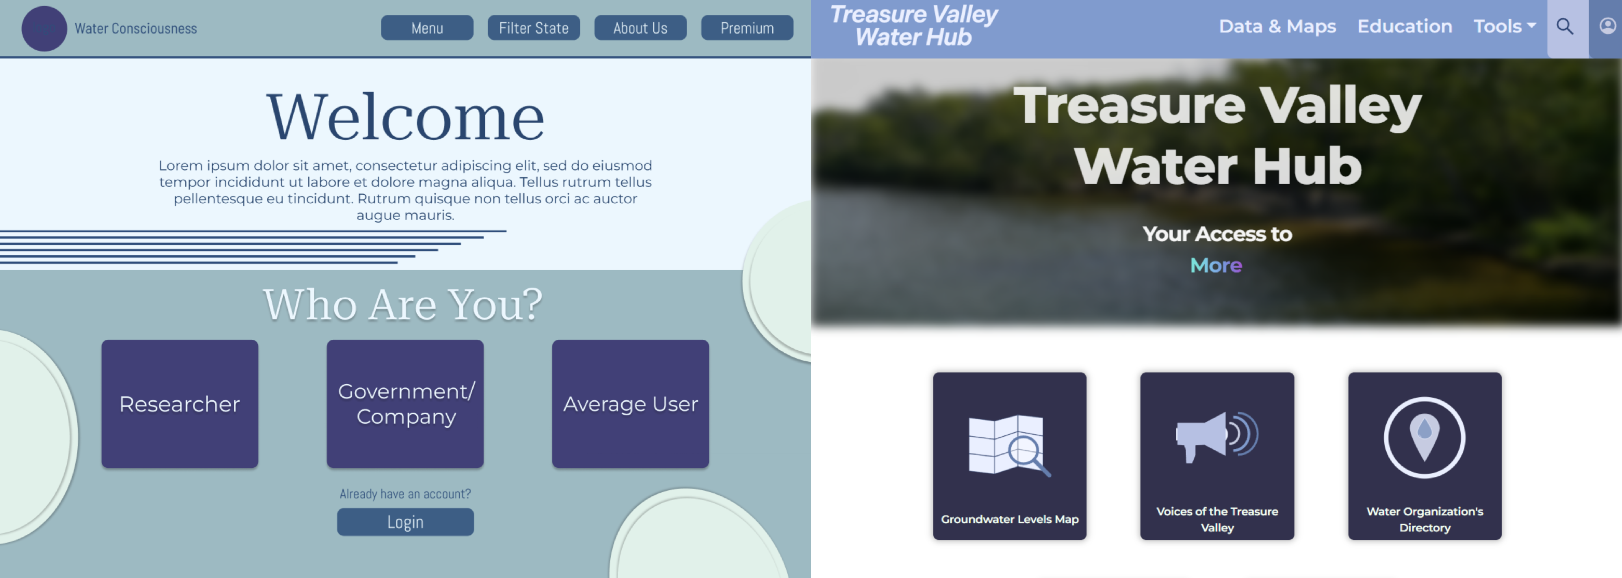 Water Consciousness
Menu
Filter State
About Us
Premium
Welcome
Lorem ipsum dolor sit amet, consectetur adipiscing elit, sed do eiusmod
tempor incididunt ut labore et dolore magna aliqua. Tellus rutrum tellus
pellentesque eu tincidunt. Rutrum quisque non tellus orci ac auctor
augue mauris.
Who Are You?
Researcher
Government/
Company
Average User
Already have an account?
Login
Treasure Valley
Water Hub
Data & Maps
Education
Tools
Treasure Valley
Water Hub
Your Access to
More
Groundwater Levels Map
Voices of the Treasure
Valley
Water Organization's
Directory